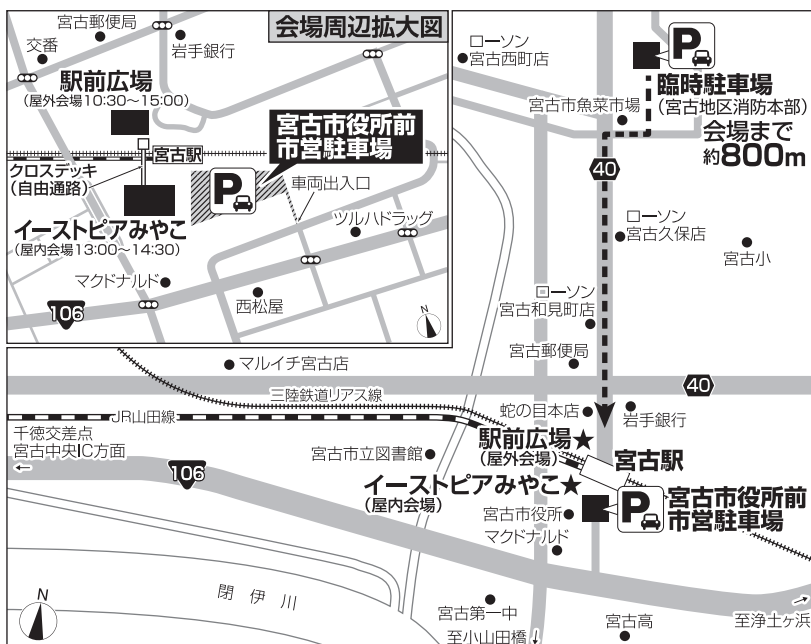 会場周辺拡大図
宮古郵便局
岩手銀行
交番
駅前広場
(屋外会場10:30〜15:00)
宮古市役所前
市営駐車場
宮古駅
クロスデッキ
(自由通路)
P
車両出入口
イーストピアみやこ
(屋内会場13:00〜14:30)
ツルハドラッグ
マクドナルド
西松屋
106
N
ローソン
宮古西町店
P
臨時駐車場
(宮古地区消防本部)
宮古市魚菜市場
会場まで
約800m
40
ローソン
宮古久保店
宮古小
ローソン
宮古和見町店
宮古郵便局
マルイチ宮古店
40
三陸鉄道リアス線
JR山田線
蛇の目本店
岩手銀行
千徳交差点
宮古中央IC方面
←
106
宮古市立図書館
駅前広場★
(屋外会場)
宮古駅
イーストピアみやこ★
(屋内会場)
宮古市役所
P
宮古市役所前
市営駐車場
マクドナルド
閉伊川
N
宮古第一中
至小山田橋↓
宮古高
→
至浄土ヶ浜